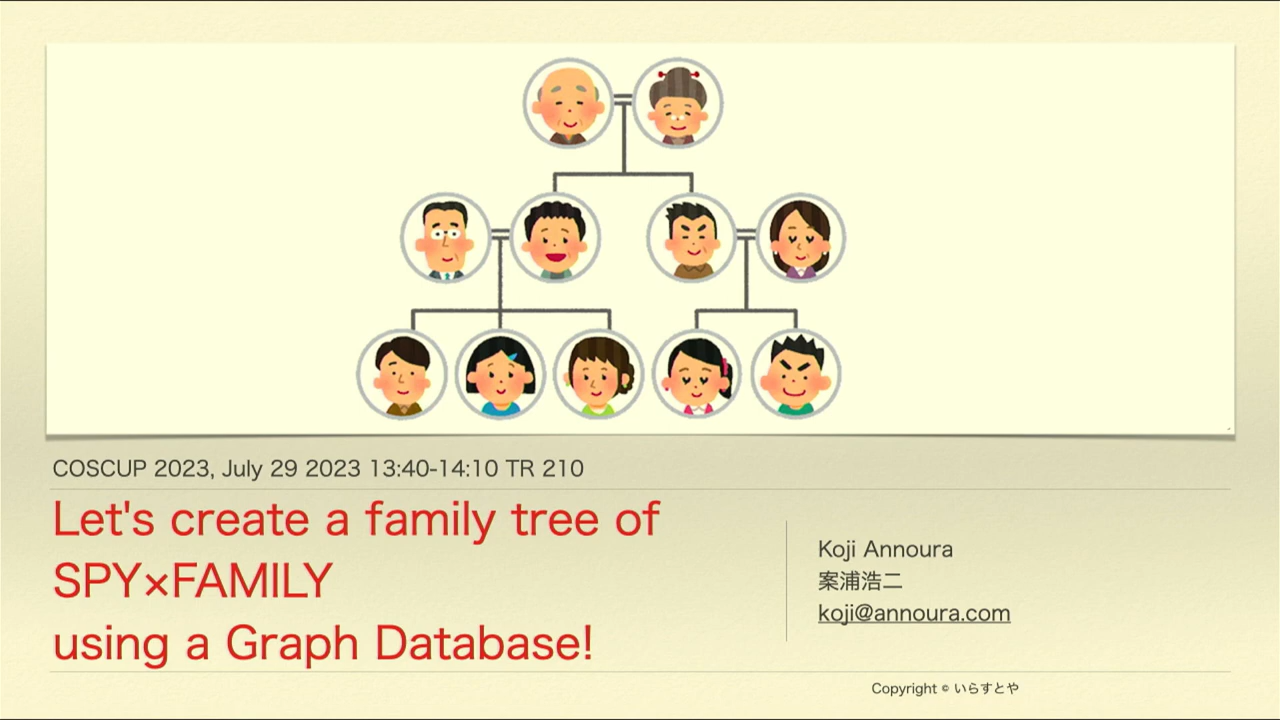 COSCUP 2023, July 29 2023 13:40-14:10 TR 210
Let's create a family tree of
SPY×FAMILY
using a Graph Database!
Koji Annoura
案浦浩二
koji@annoura.com
Copyright © いらすとや